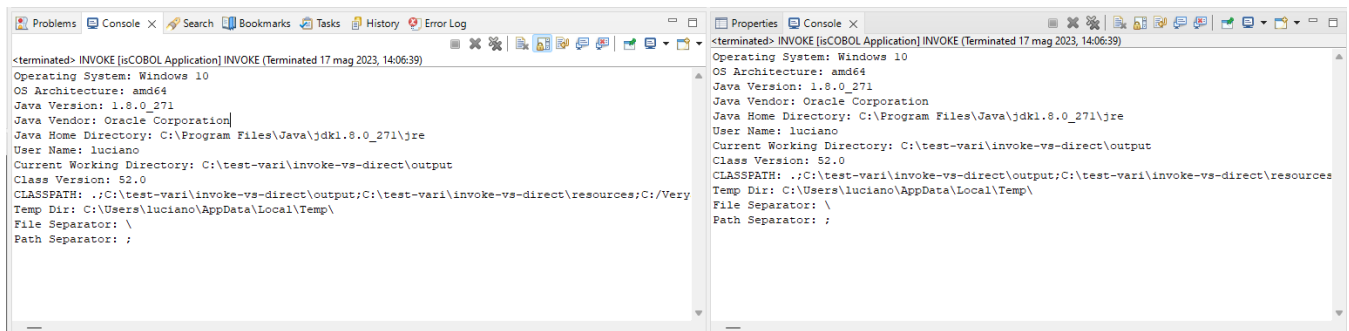 Problems Console Search Bookmarks Tasks History Error Log
<terminated> INVOKE [isCOBOL Application] INVOKE (Terminated 17 mag 2023, 14:06:39)
Operating System: Windows 10
OS Architecture: amd64
Java Version: 1.8.0_271
Java Vendor: Oracle Corporation
Java Home Directory: C:\Program Files\Java\jdk1.8.0_271\jre
User Name: luciano
Current Working Directory: C:\test-vari\invoke-vs-direct\output
Class Version: 52.0
CLASSPATH: .;C:\test-vari\invoke-vs-direct\output;C:\test-vari\invoke-vs-direct\resources;C:/Very
Temp Dir: C:\Users\luciano\AppData\Local\Temp\
File Separator: \
Path Separator: ;
Properties Console
<terminated> INVOKE [isCOBOL Application] INVOKE (Terminated 17 mag 2023, 14:06:39)
Operating System: Windows 10
OS Architecture: amd64
Java Version: 1.8.0_271
Java Vendor: Oracle Corporation
Java Home Directory: C:\Program Files\Java\jdk1.8.0_271\jre
User Name: luciano
Current Working Directory: C:\test-vari\invoke-vs-direct\output
Class Version: 52.0
CLASSPATH: .;C:\test-vari\invoke-vs-direct\output;C:\test-vari\invoke-vs-direct\resources
Temp Dir: C:\Users\luciano\AppData\Local\Temp\
File Separator: \
Path Separator: ;